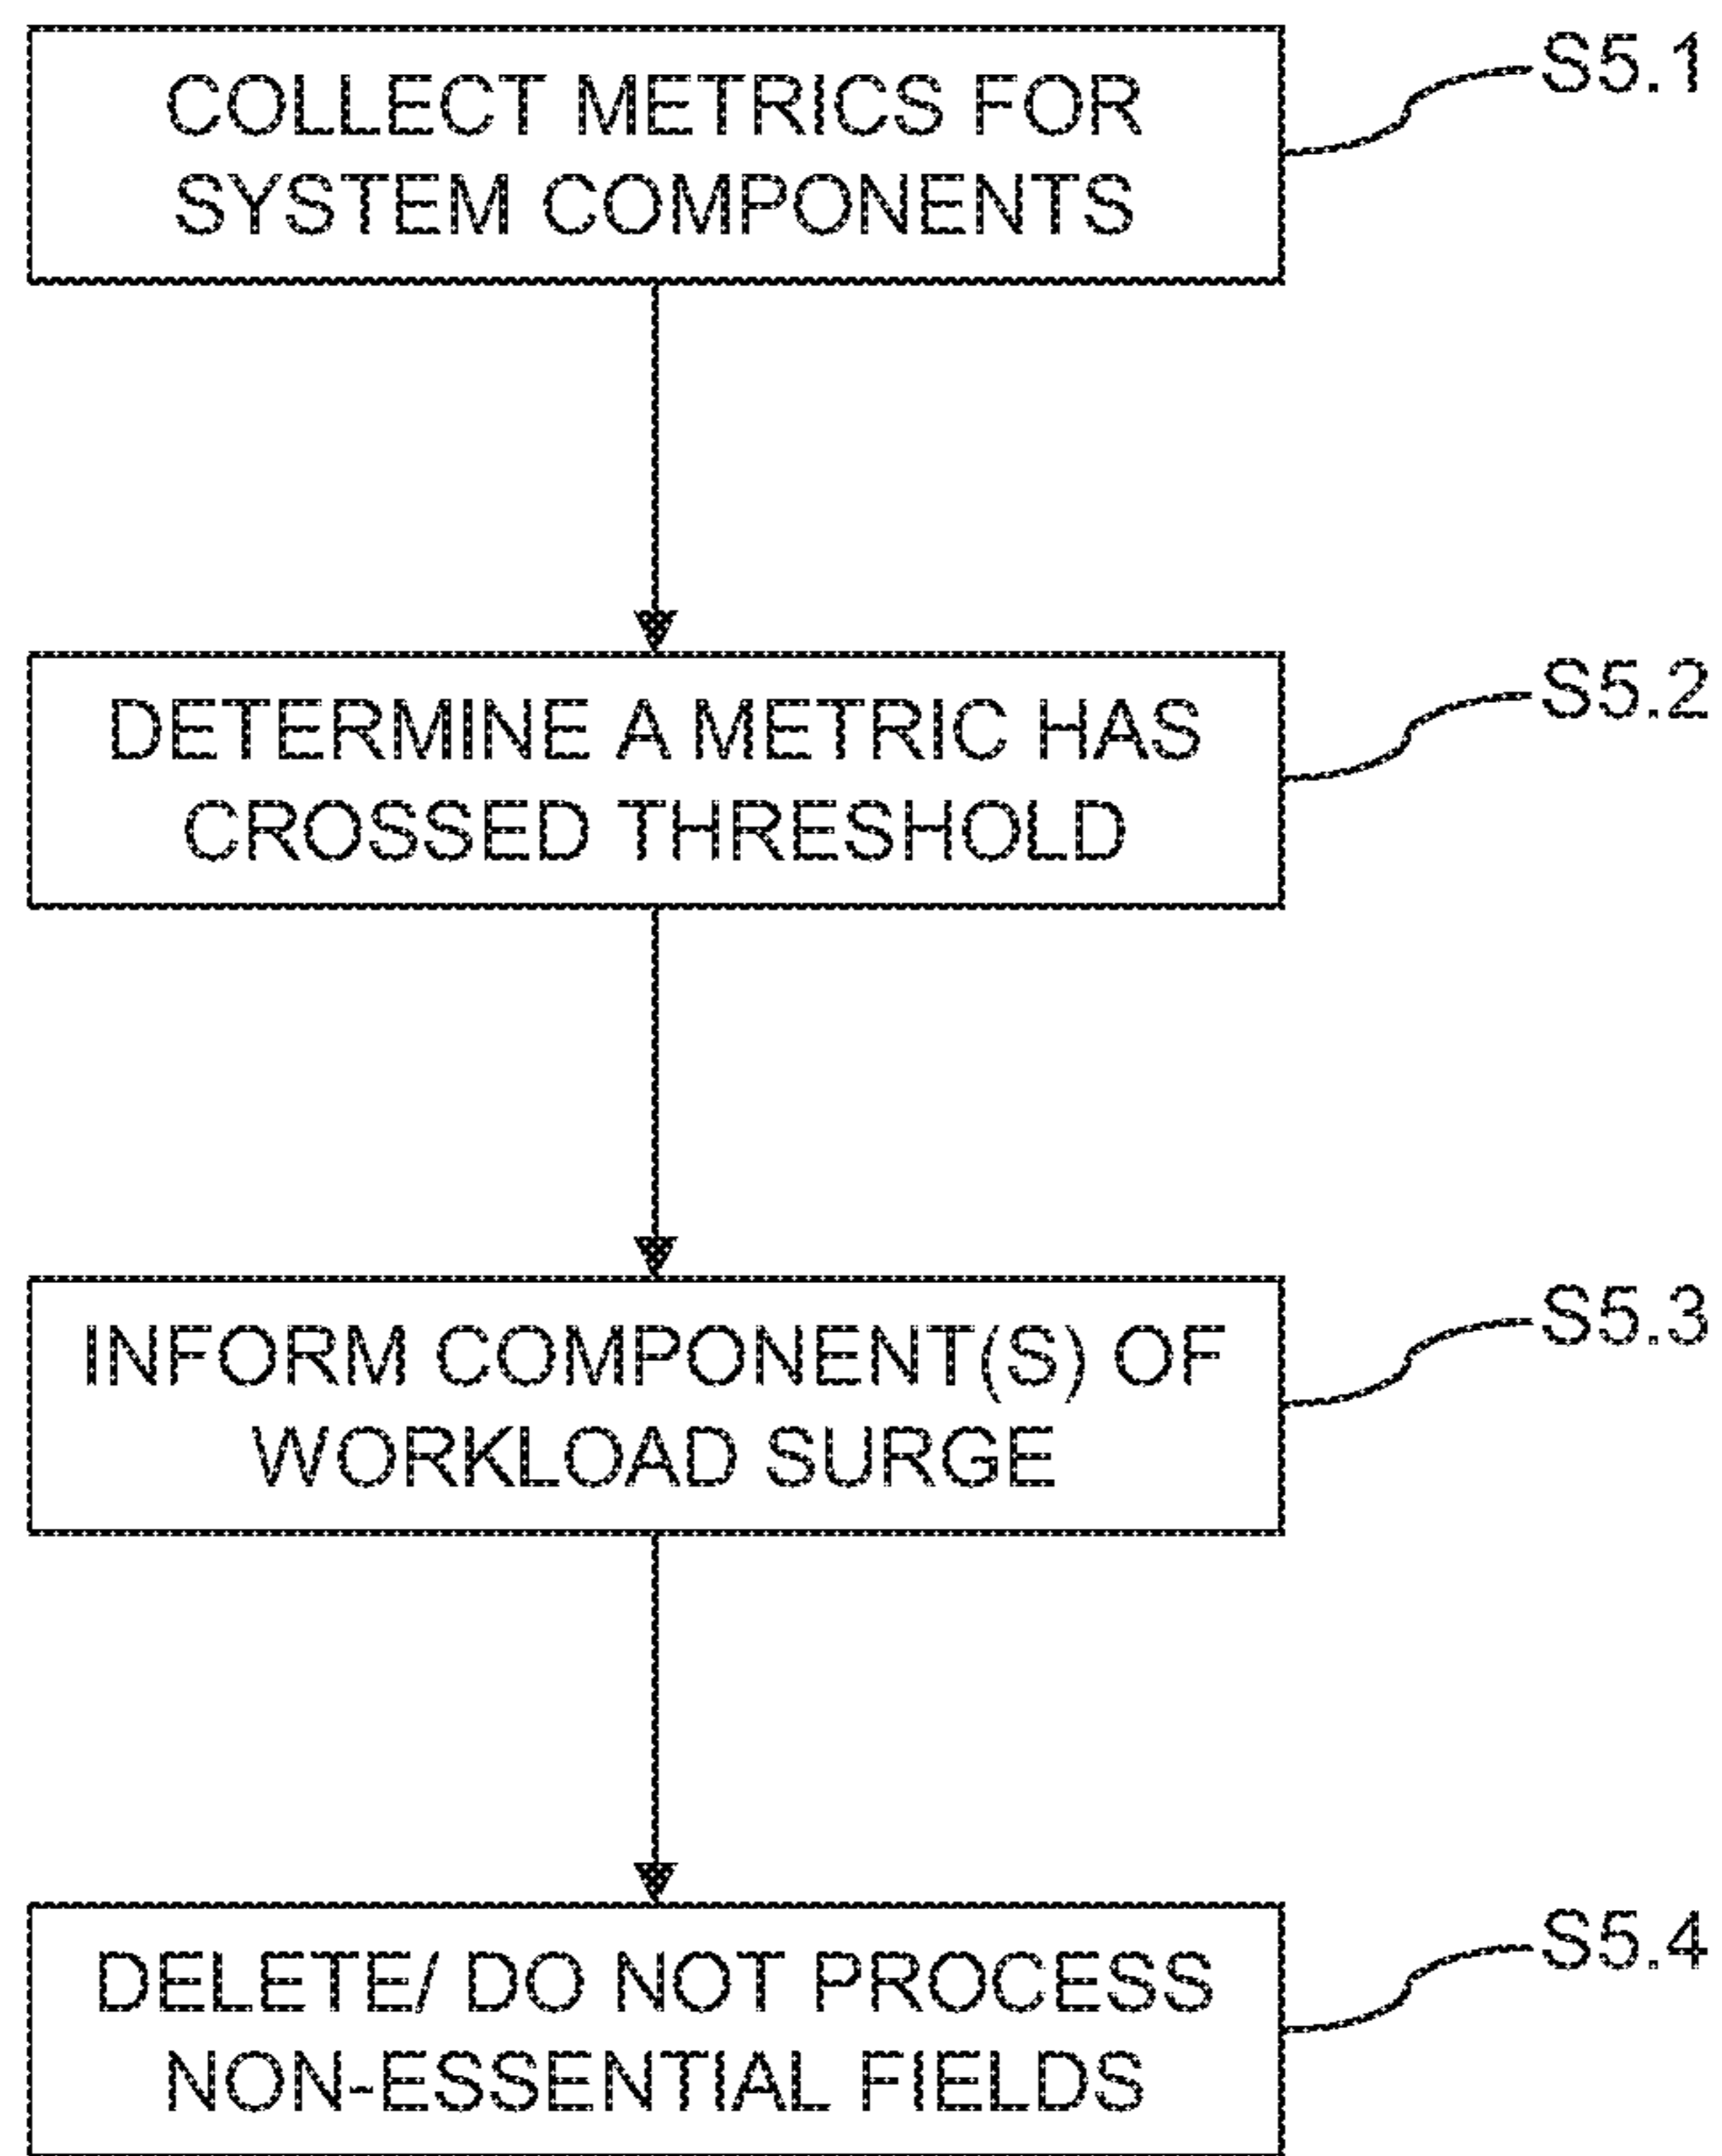 COLLECT METRICS FOR
SYSTEM COMPONENTS
S5.1
DETERMINE A METRIC HAS
CROSSED THRESHOLD
S5.2
INFORM COMPONENT(S) OF
WORKLOAD SURGE
S5.3
DELETE/ DO NOT PROCESS
NON-ESSENTIAL FIELDS
S5.4